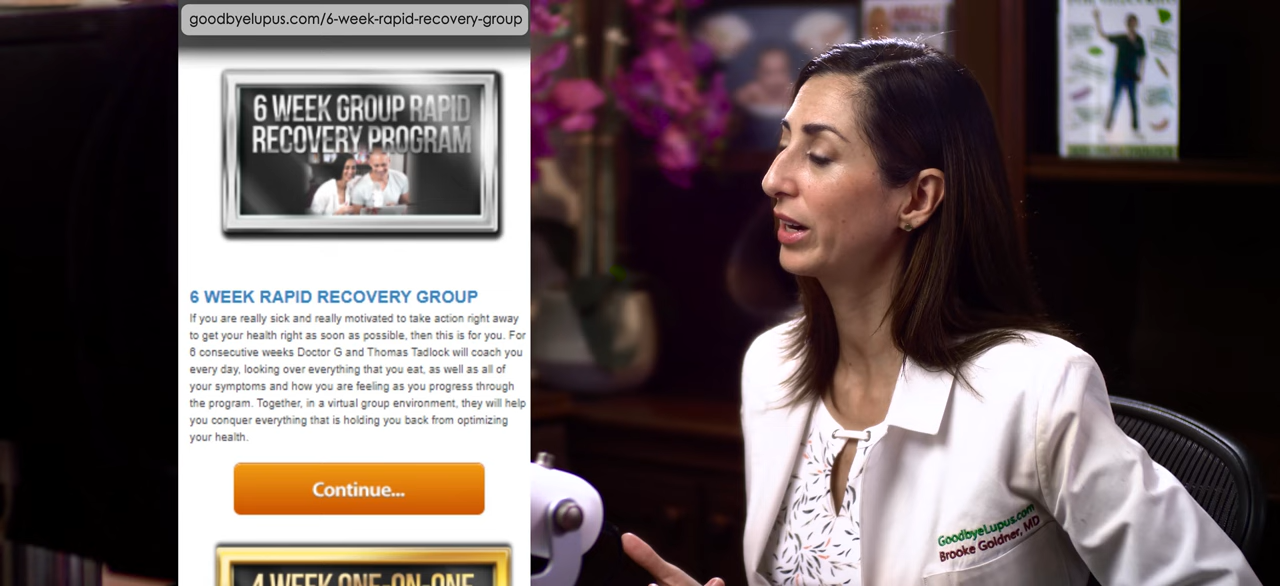 goodbyelupus.com/6-week-rapid-recovery-group
6 WEEK GROUP RAPID
RECOVERY PROGRAM
6 WEEK RAPID RECOVERY GROUP
If you are really sick and really motivated to take action right away
to get your health right as soon as possible, then this is for you. For
6 consecutive weeks Doctor G and Thomas Tadlock will coach you
every day, looking over everything that you eat, as well as all of
your symptoms and how you are feeling as you progress through
the program. Together, in a virtual group environment, they will help
you conquer everything that is holding you back from optimizing
your health.
Continue...
4 WEEK ONE-ON-ONE
GoodbyeLupus.com
Brooke Goldner, MD